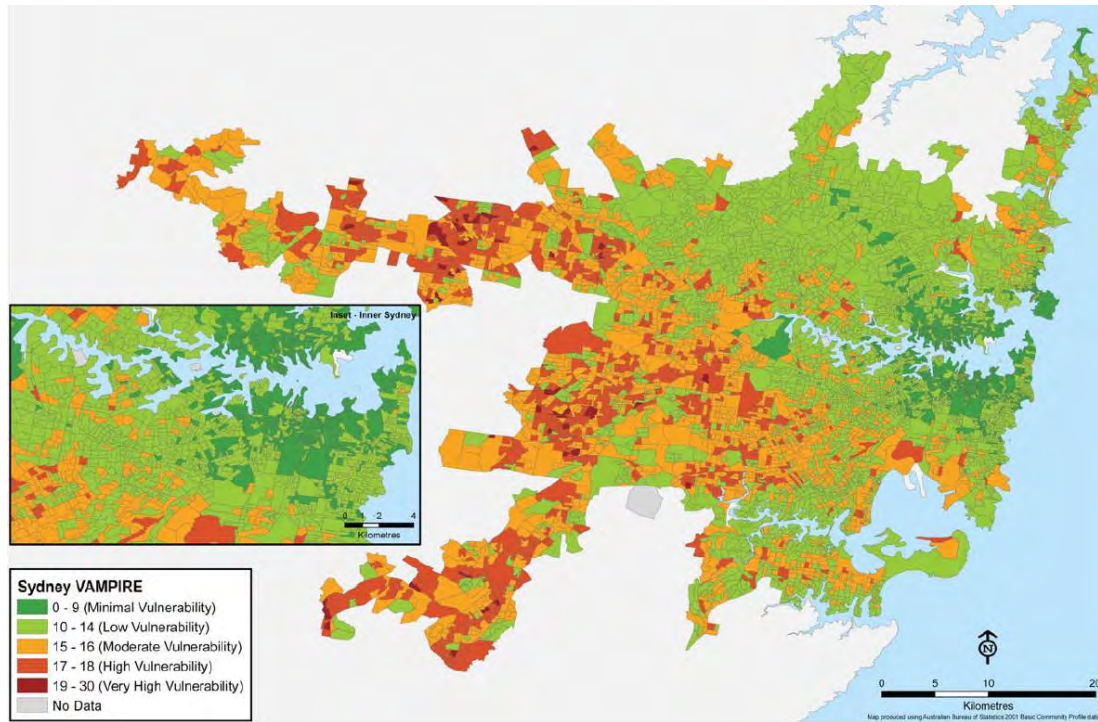 Inset - Inner Sydney
0 1 2 4
Kilometres
Sydney VAMPIRE
0 - 9 (Minimal Vulnerability)
10 - 14 (Low Vulnerability)
15 - 16 (Moderate Vulnerability)
17 - 18 (High Vulnerability)
19 - 30 (Very High Vulnerability)
No Data
N
0 5 10 20
Kilometres
Map produced using Australian Bureau of Statistics 2001 Basic Community Profile data